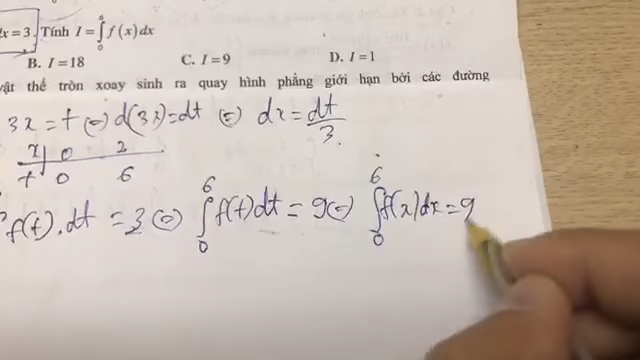 dx = 3. Tính I = ∫₀⁶ f(x)dx
B. I = 18 C. I = 9 D. I = 1
vật thể tròn xoay sinh ra quay hình phẳng giới hạn bởi các đường
3x = t (=) d(3x) = dt (=) dx = dt/3.
x 0 2
t 0 6
f(t).dt = 3 (=) ∫₀⁶ f(t)dt = 9 (=) ∫₀⁶ f(x)dx = 9